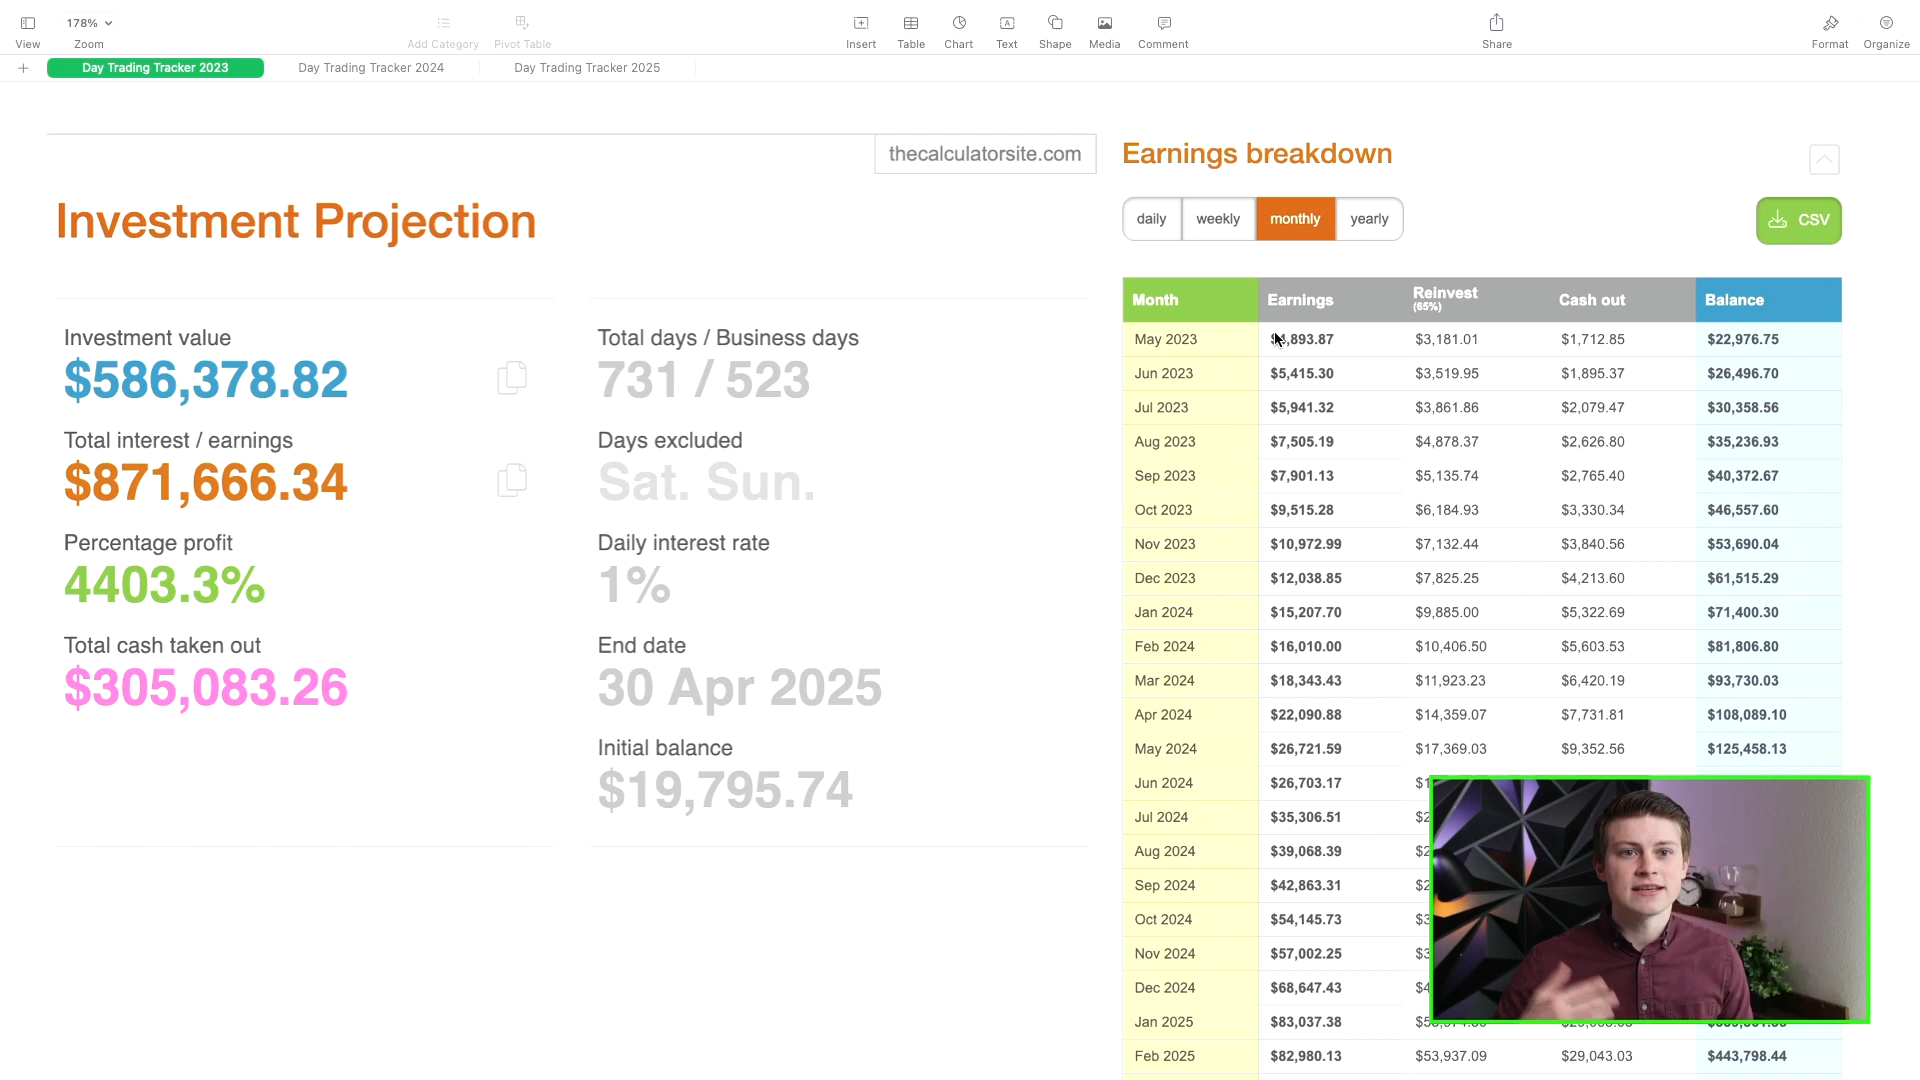 178%
View
Zoom
Add Category
Pivot Table
Insert
Table
Chart
Text
Shape
Media
Comment
Share
Format
Organize
Day Trading Tracker 2023
Day Trading Tracker 2024
Day Trading Tracker 2025
thecalculatorsite.com
Investment Projection
Investment value
$586,378.82
Total interest / earnings
$871,666.34
Percentage profit
4403.3%
Total cash taken out
$305,083.26
Total days / Business days
731 / 523
Days excluded
Sat. Sun.
Daily interest rate
1%
End date
30 Apr 2025
Initial balance
$19,795.74
Earnings breakdown
daily weekly monthly yearly
CSV
Month Earnings Reinvest (65%) Cash out Balance
May 2023 $3,181.01 $1,712.85 $22,976.75
Jun 2023 $5,415.30 $3,519.95 $1,895.37 $26,496.70
Jul 2023 $5,941.32 $3,861.86 $2,079.47 $30,358.56
Aug 2023 $7,505.19 $4,878.37 $2,626.80 $35,236.93
Sep 2023 $7,901.13 $5,135.74 $2,765.40 $40,372.67
Oct 2023 $9,515.28 $6,184.93 $3,330.34 $46,557.60
Nov 2023 $10,972.99 $7,132.44 $3,840.56 $53,690.04
Dec 2023 $12,038.85 $7,825.25 $4,213.60 $61,515.29
Jan 2024 $15,207.70 $9,885.00 $5,322.69 $71,400.30
Feb 2024 $16,010.00 $10,406.50 $5,603.53 $81,806.80
Mar 2024 $18,343.43 $11,923.23 $6,420.19 $93,730.03
Apr 2024 $22,090.88 $14,359.07 $7,731.81 $108,089.10
May 2024 $26,721.59 $17,369.03 $9,352.56 $125,458.13
Jun 2024 $26,703.17
Jul 2024 $35,306.51
Aug 2024 $39,068.39
Sep 2024 $42,863.31
Oct 2024 $54,145.73
Nov 2024 $57,002.25
Dec 2024 $68,647.43
Jan 2025 $83,037.38
Feb 2025 $82,980.13 $53,937.09 $29,043.03 $443,798.44